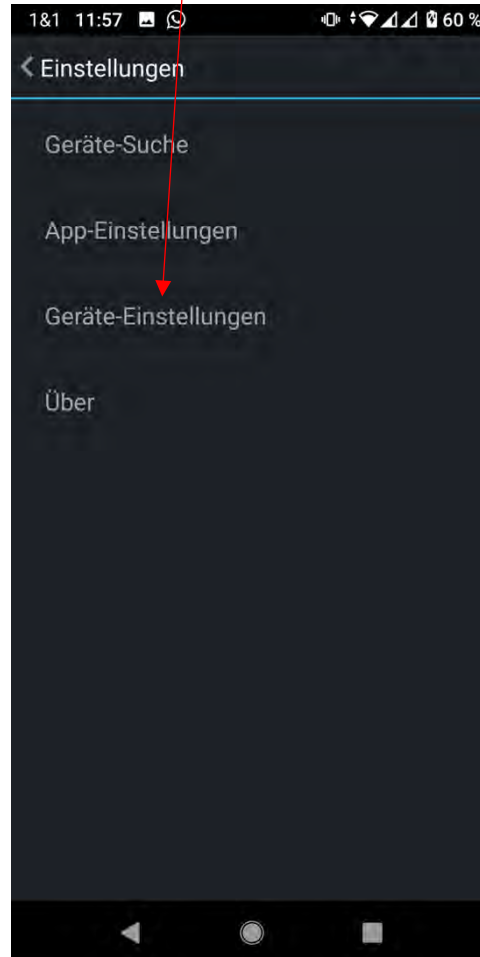 1&1 11:57 60 %
Einstellungen
Geräte-Suche
App-Einstellungen
Geräte-Einstellungen
Über